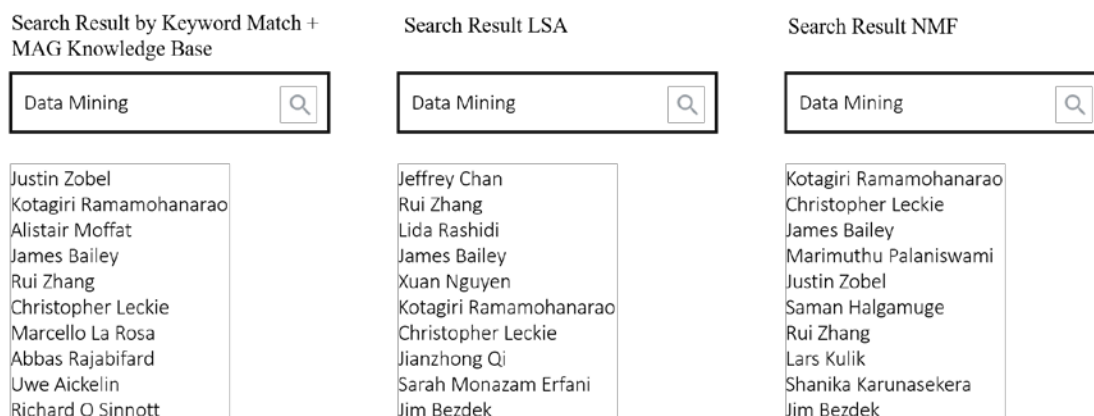 Search Result by Keyword Match +
MAG Knowledge Base
Data Mining
Justin Zobel
Kotagiri Ramamohanarao
Alistair Moffat
James Bailey
Rui Zhang
Christopher Leckie
Marcello La Rosa
Abbas Rajabifard
Uwe Aickelin
Richard O Sinnott
Search Result LSA
Data Mining
Jeffrey Chan
Rui Zhang
Lida Rashidi
James Bailey
Xuan Nguyen
Kotagiri Ramamohanarao
Christopher Leckie
Jianzhong Qi
Sarah Monazam Erfani
Jim Bezdek
Search Result NMF
Data Mining
Kotagiri Ramamohanarao
Christopher Leckie
James Bailey
Marimuthu Palaniswami
Justin Zobel
Saman Halgamuge
Rui Zhang
Lars Kulik
Shanika Karunasekera
Jim Bezdek